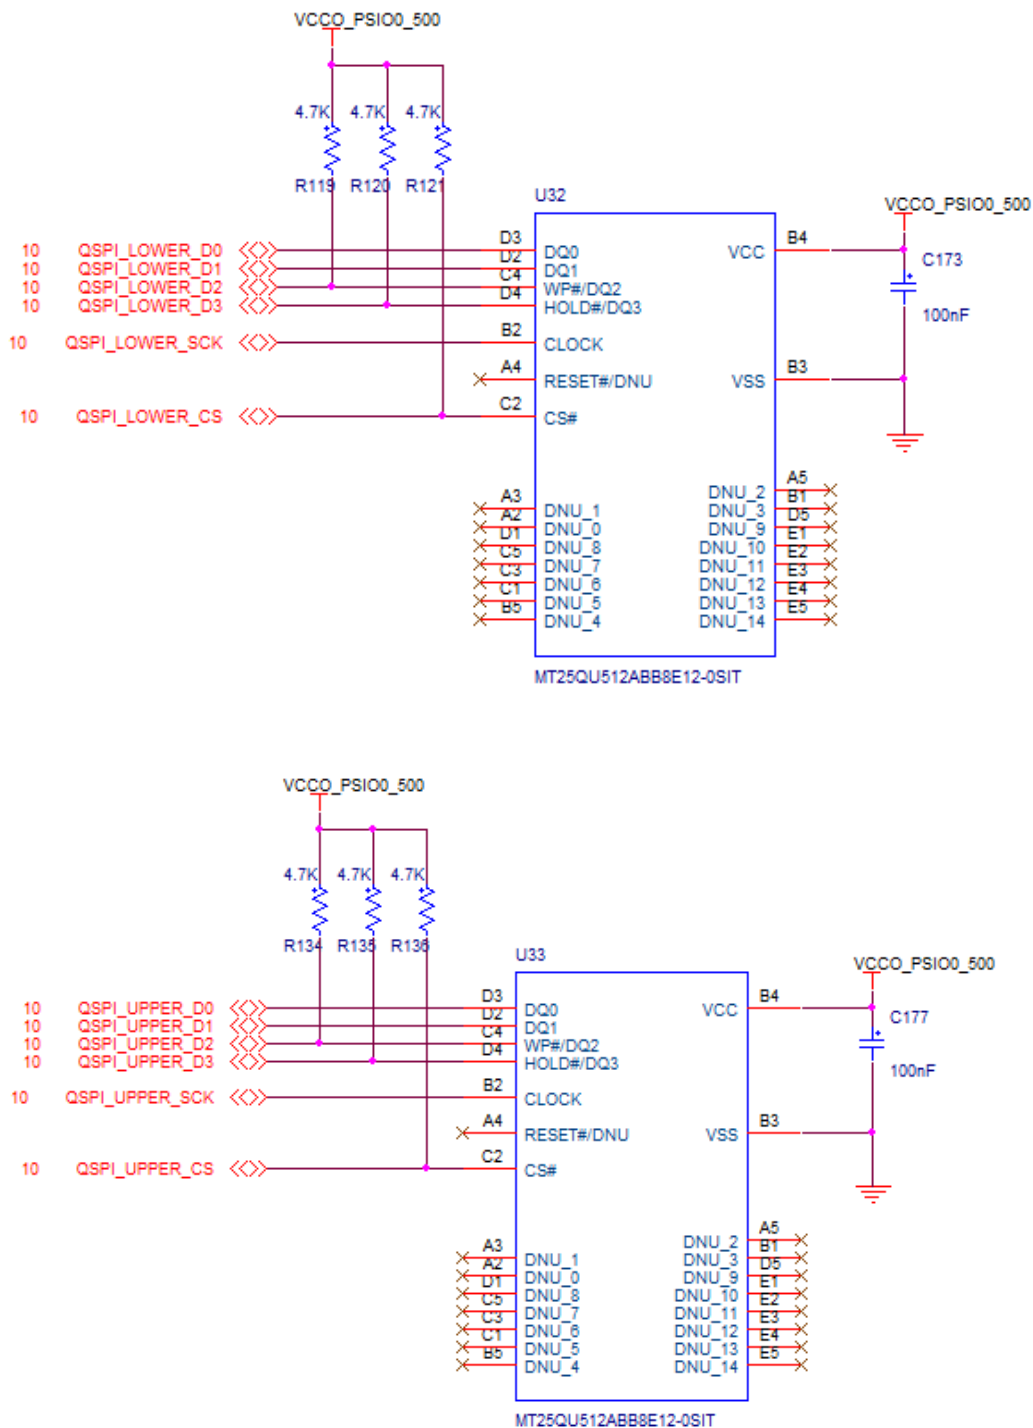 VCCO_PSIO0_500
4.7K 4.7K 4.7K
R119 R120 R121
U32
VCCO_PSIO0_500
10 QSPI_LOWER_D0 D3 DQ0 VCC B4
C173
10 QSPI_LOWER_D1 D2 DQ1
10 QSPI_LOWER_D2 C4 WP#/DQ2
10 QSPI_LOWER_D3 D4 HOLD#/DQ3
100nF
10 QSPI_LOWER_SCK B2 CLOCK
A4 RESET#/DNU VSS B3
10 QSPI_LOWER_CS C2 CS#
DNU_2 A5
A3 DNU_1 DNU_3 B1
A2 DNU_0 DNU_9 D5
D1 DNU_8 DNU_10 E1
C5 DNU_7 DNU_11 E2
C3 DNU_6 DNU_12 E3
C1 DNU_5 DNU_13 E4
B5 DNU_4 DNU_14 E5
MT25QU512ABB8E12-0SIT
VCCO_PSIO0_500
4.7K 4.7K 4.7K
R134 R135 R136
U33
VCCO_PSIO0_500
10 QSPI_UPPER_D0 D3 DQ0 VCC B4
C177
10 QSPI_UPPER_D1 D2 DQ1
10 QSPI_UPPER_D2 C4 WP#/DQ2
10 QSPI_UPPER_D3 D4 HOLD#/DQ3
100nF
10 QSPI_UPPER_SCK B2 CLOCK
A4 RESET#/DNU VSS B3
10 QSPI_UPPER_CS C2 CS#
DNU_2 A5
A3 DNU_1 DNU_3 B1
A2 DNU_0 DNU_9 D5
D1 DNU_8 DNU_10 E1
C5 DNU_7 DNU_11 E2
C3 DNU_6 DNU_12 E3
C1 DNU_5 DNU_13 E4
B5 DNU_4 DNU_14 E5
MT25QU512ABB8E12-0SIT